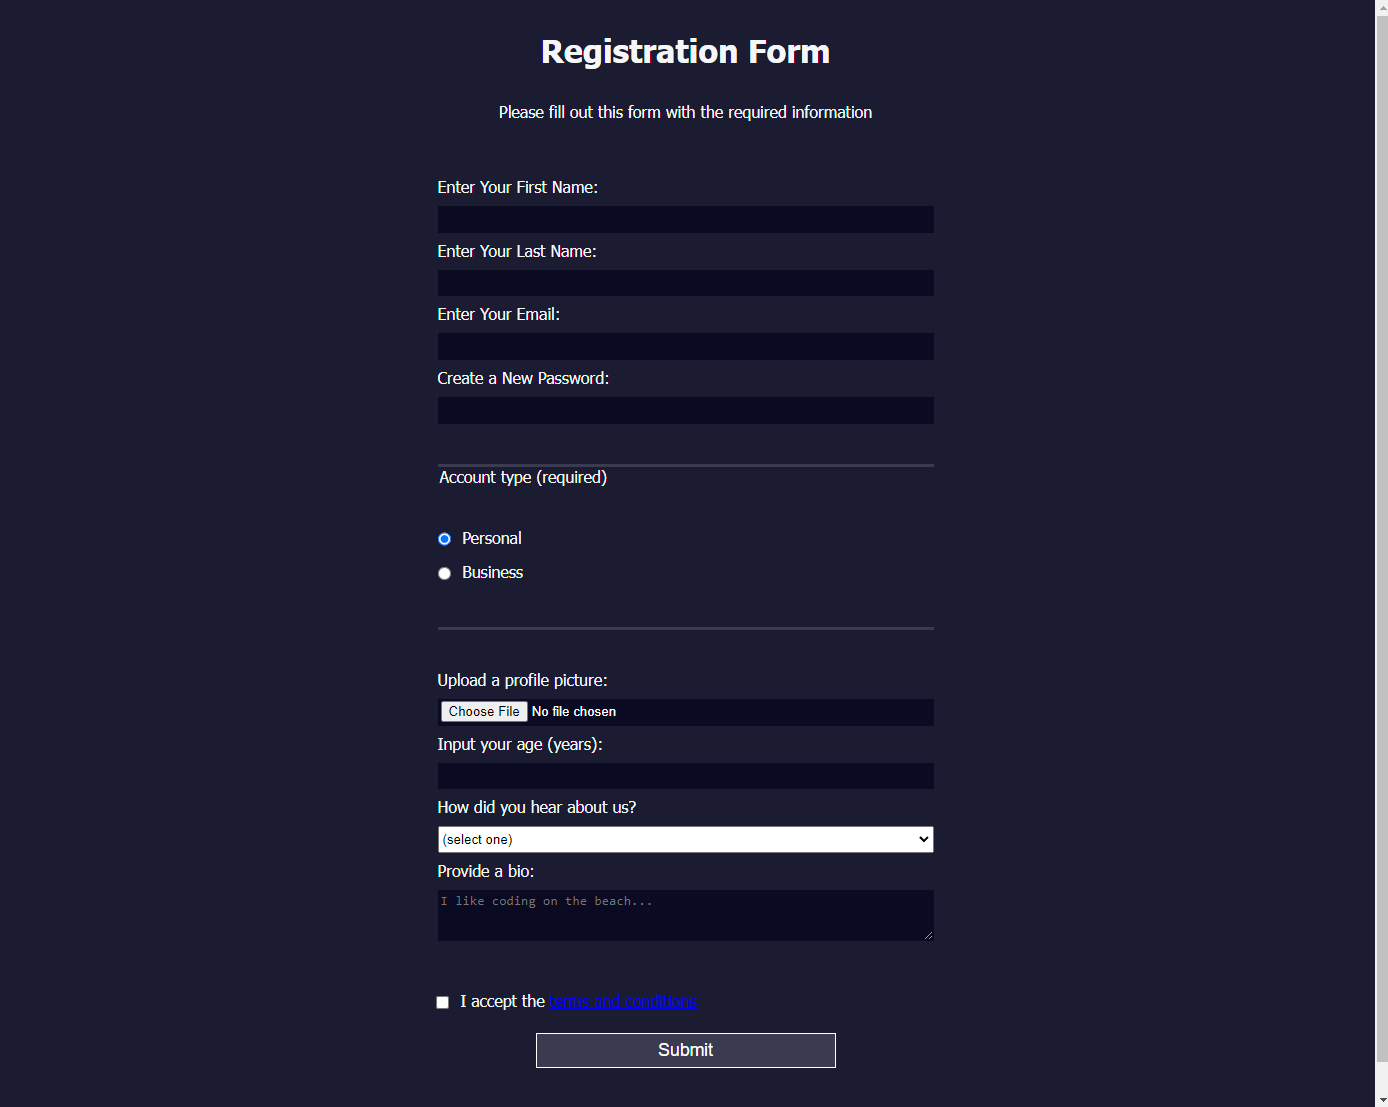 Registration Form
Please fill out this form with the required information
Enter Your First Name:
Enter Your Last Name:
Enter Your Email:
Create a New Password:
Account type (required)
Personal
Business
Upload a profile picture:
Choose File No file chosen
Input your age (years):
How did you hear about us?
(select one)
Provide a bio:
I like coding on the beach...
I accept the terms and conditions
Submit